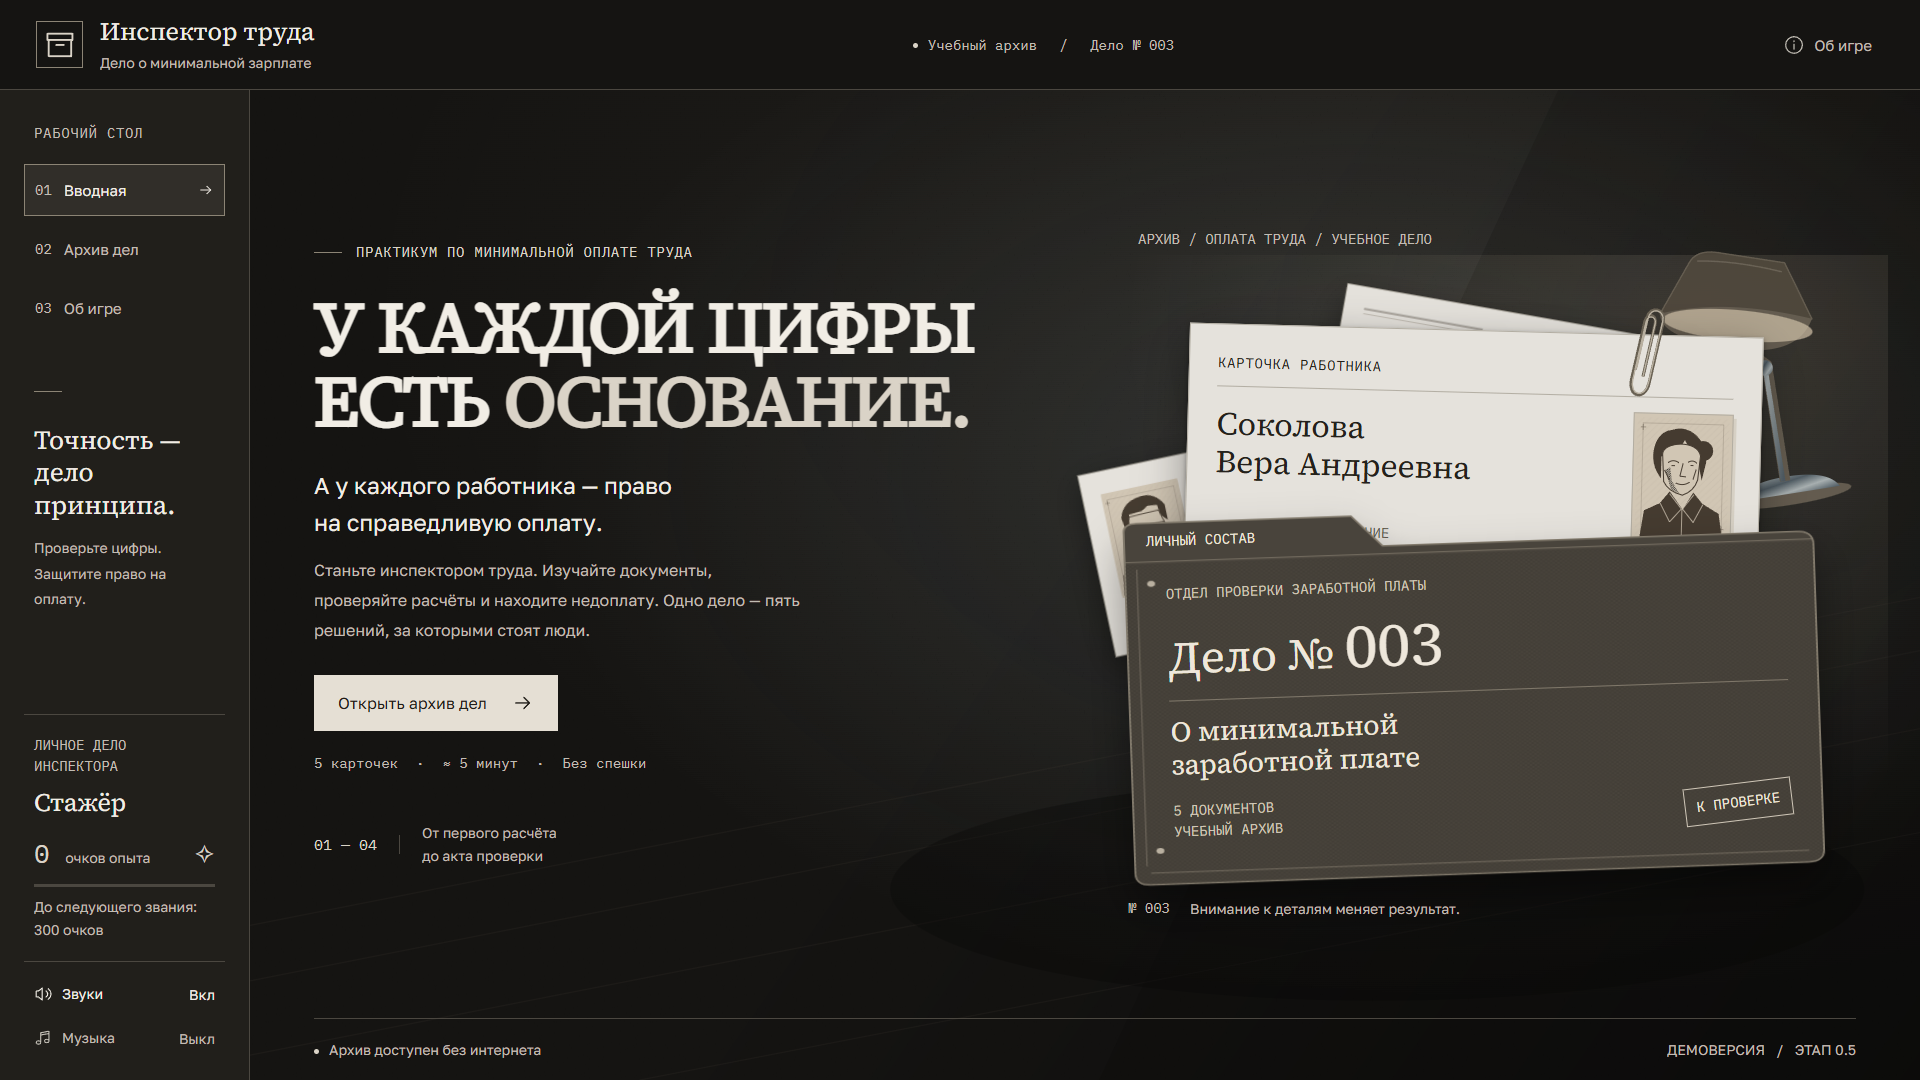 Инспектор труда
Дело о минимальной зарплате
• Учебный архив / Дело № 003
Об игре
РАБОЧИЙ СТОЛ
01 Вводная →
02 Архив дел
03 Об игре
Точность —
дело
принципа.
Проверьте цифры.
Защитите право на
оплату.
ЛИЧНОЕ ДЕЛО
ИНСПЕКТОРА
Стажёр
0 очков опыта
До следующего звания:
300 очков
Звуки Вкл
Музыка Выкл
ПРАКТИКУМ ПО МИНИМАЛЬНОЙ ОПЛАТЕ ТРУДА
У КАЖДОЙ ЦИФРЫ
ЕСТЬ ОСНОВАНИЕ.
А у каждого работника — право
на справедливую оплату.
Станьте инспектором труда. Изучайте документы,
проверяйте расчёты и находите недоплату. Одно дело — пять
решений, за которыми стоят люди.
Открыть архив дел →
5 карточек · ≈ 5 минут · Без спешки
01 — 04
От первого расчёта
до акта проверки
АРХИВ / ОПЛАТА ТРУДА / УЧЕБНОЕ ДЕЛО
КАРТОЧКА РАБОТНИКА
Соколова
Вера Андреевна
ЛИЧНЫЙ СОСТАВ
ОТДЕЛ ПРОВЕРКИ ЗАРАБОТНОЙ ПЛАТЫ
Дело № 003
О минимальной
заработной плате
5 ДОКУМЕНТОВ
УЧЕБНЫЙ АРХИВ
К ПРОВЕРКЕ
№ 003 Внимание к деталям меняет результат.
• Архив доступен без интернета
ДЕМОВЕРСИЯ / ЭТАП 0.5